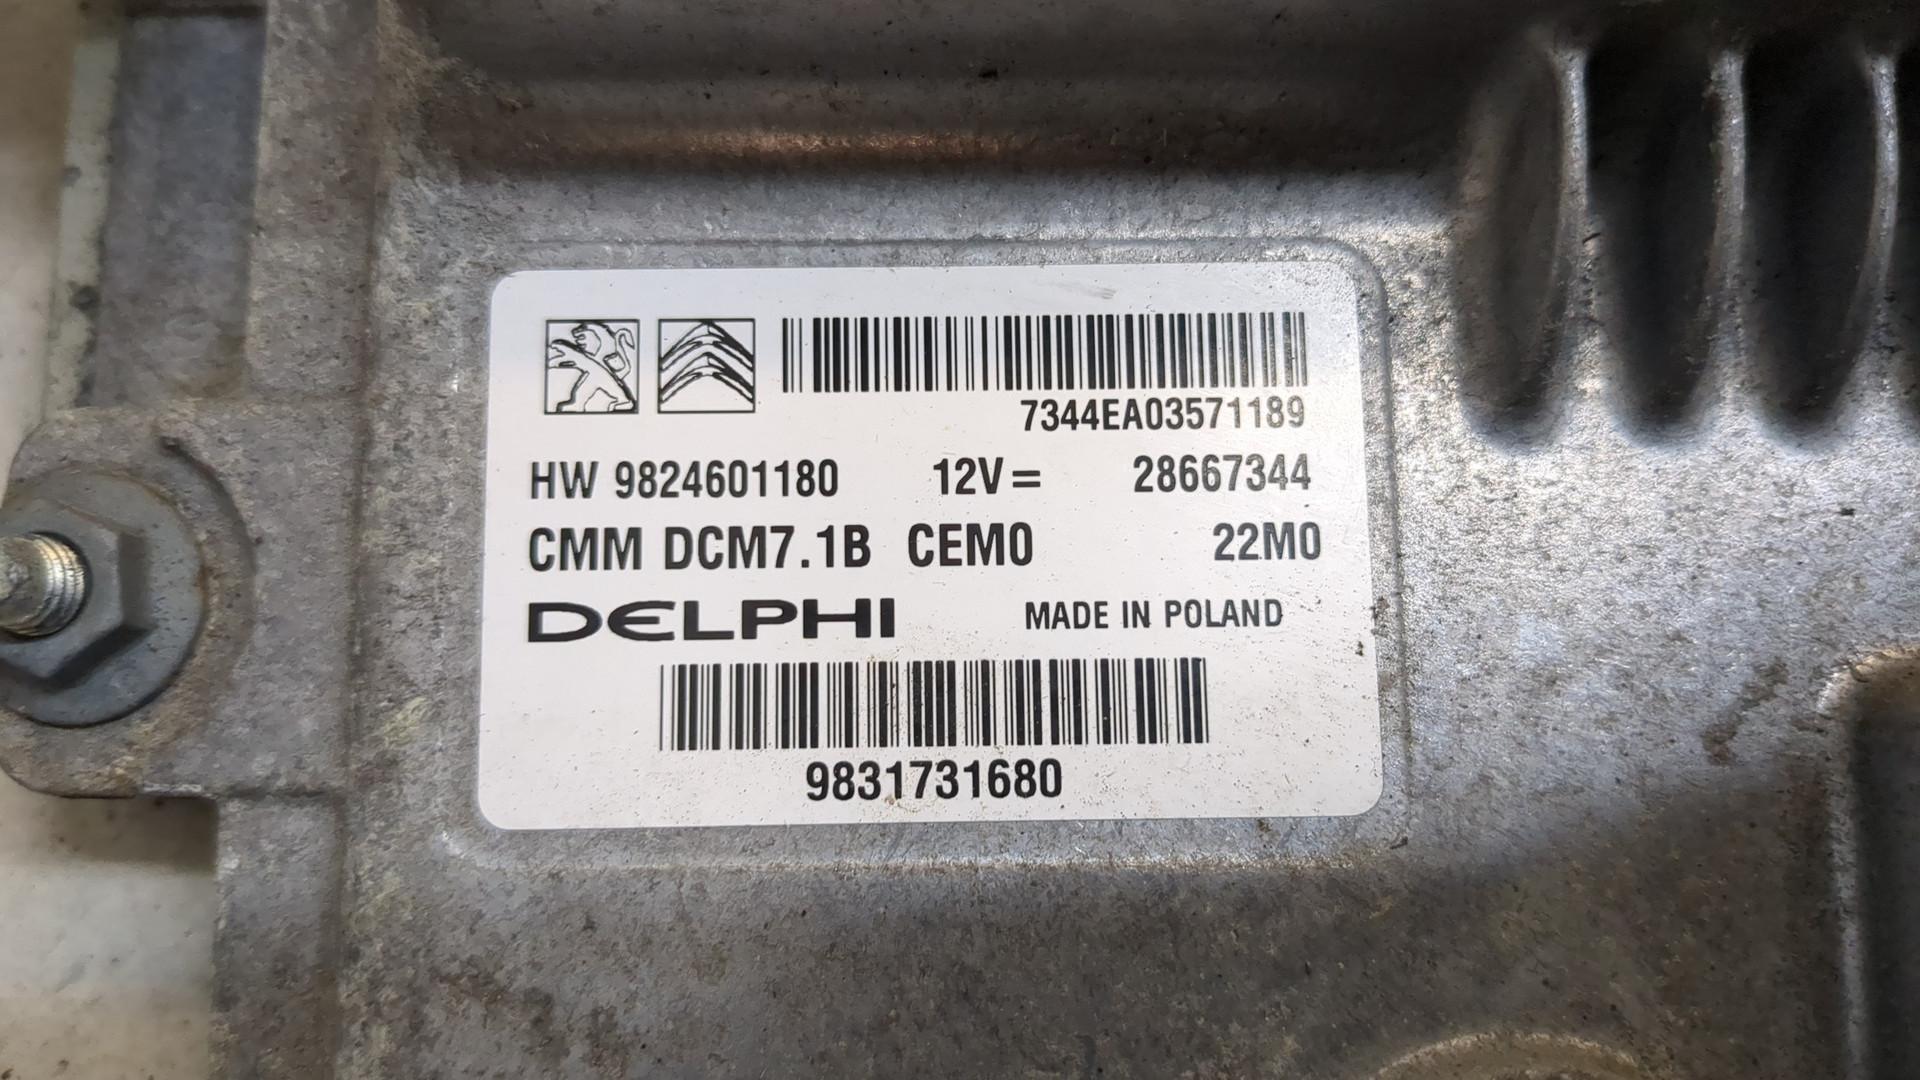 7344EA03571189
HW 9824601180 12V= 28667344
CMM DCM7.1B CEM0 22M0
DELPHI MADE IN POLAND
9831731680